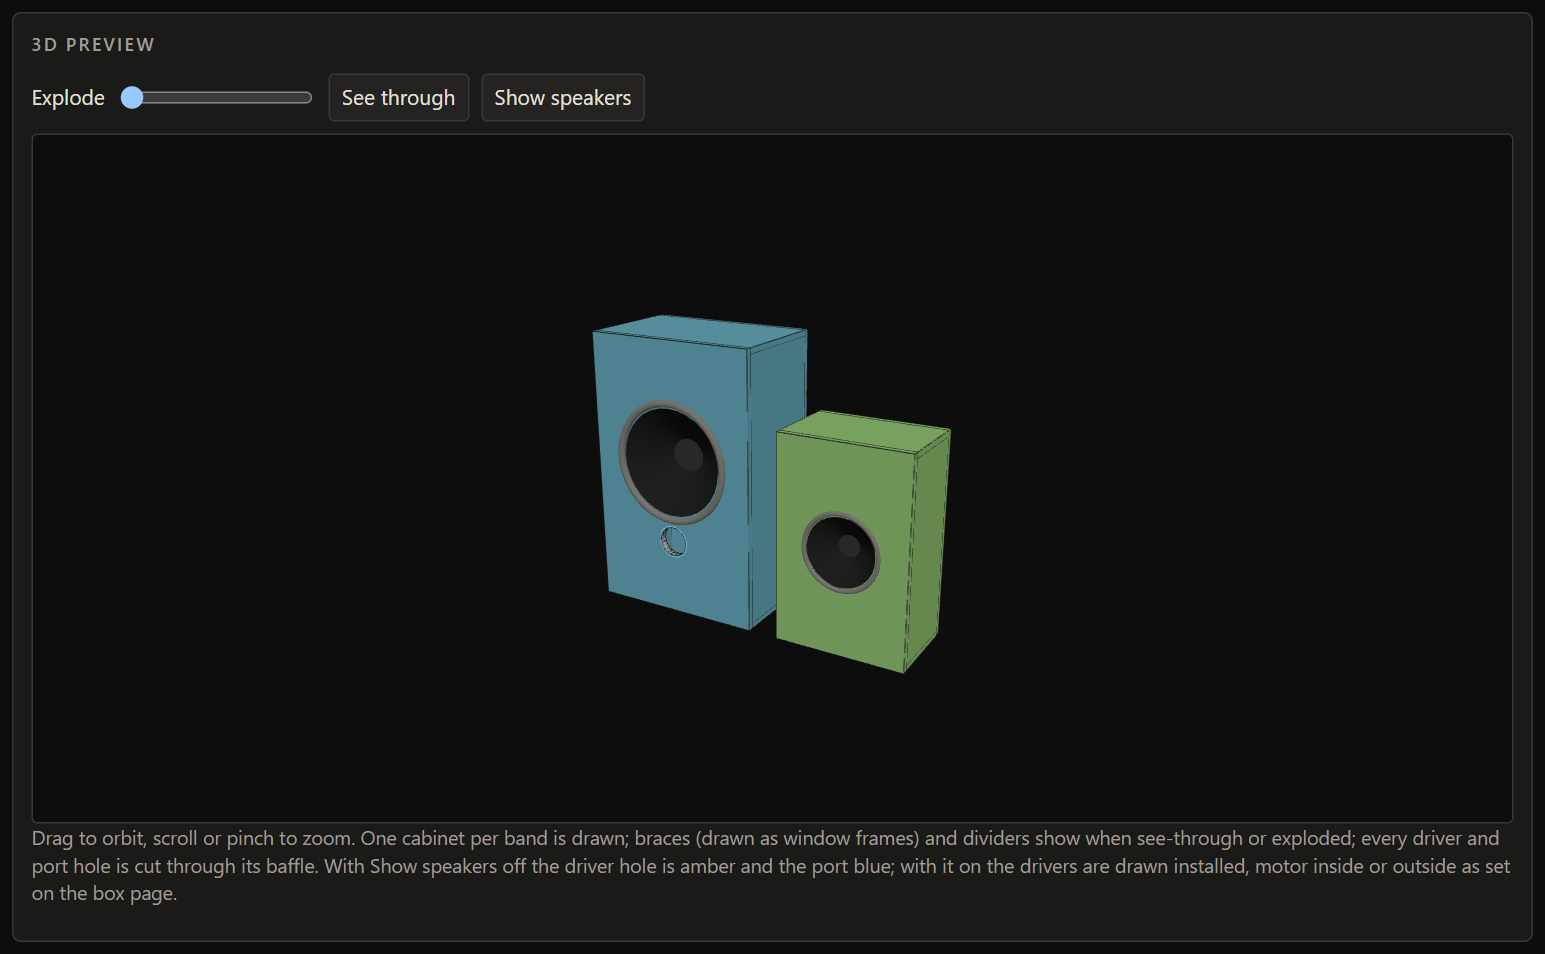 3D PREVIEW
Explode
See through
Show speakers
Drag to orbit, scroll or pinch to zoom. One cabinet per band is drawn; braces (drawn as window frames) and dividers show when see-through or exploded; every driver and
port hole is cut through its baffle. With Show speakers off the driver hole is amber and the port blue; with it on the drivers are drawn installed, motor inside or outside as set
on the box page.